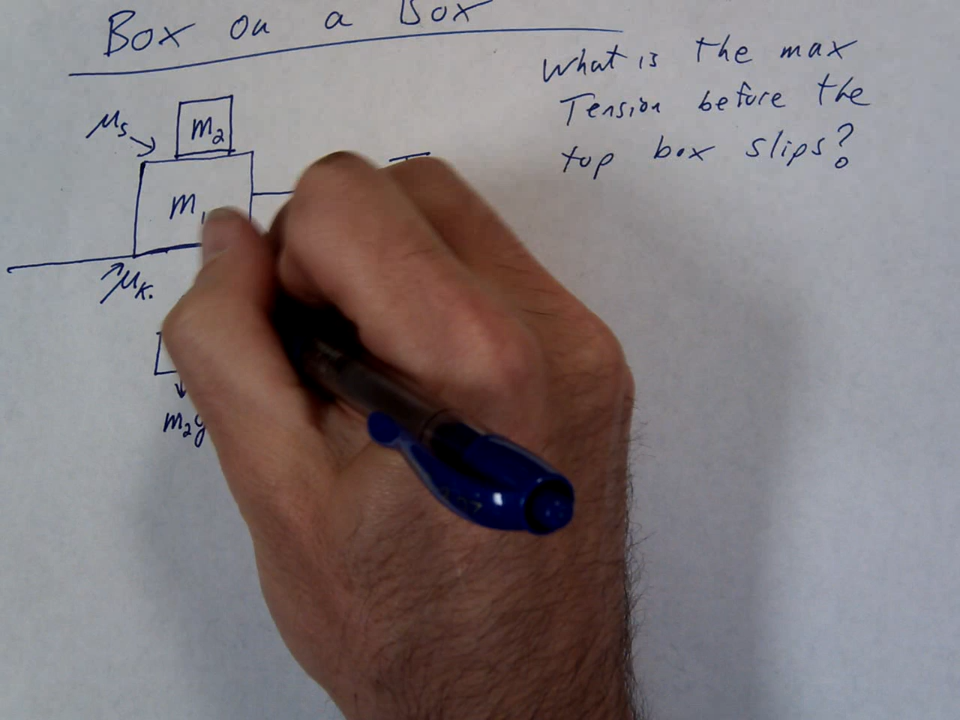 Box on a Box
What is the max
Tension before the
top box slips?
μs
m2
m1
μk.
m2g